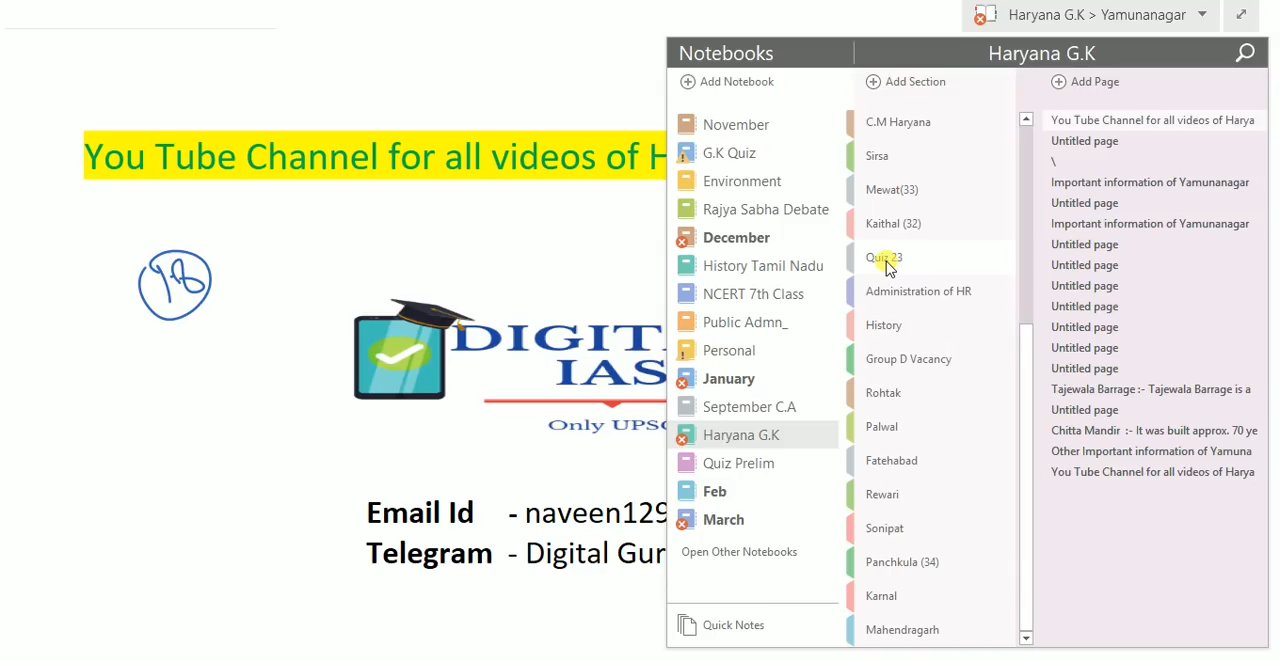 Haryana G.K > Yamunanagar
Notebooks
Haryana G.K
Add Notebook
Add Section
Add Page
November
G.K Quiz
Environment
Rajya Sabha Debate
December
History Tamil Nadu
NCERT 7th Class
Public Admn_
Personal
January
September C.A
Haryana G.K
Quiz Prelim
Feb
March
Open Other Notebooks
Quick Notes
C.M Haryana
Sirsa
Mewat(33)
Kaithal (32)
Quiz 23
Administration of HR
History
Group D Vacancy
Rohtak
Palwal
Fatehabad
Rewari
Sonipat
Panchkula (34)
Karnal
Mahendragarh
You Tube Channel for all videos of Harya
Untitled page
\
Important information of Yamunanagar
Untitled page
Important information of Yamunanagar
Untitled page
Untitled page
Untitled page
Untitled page
Untitled page
Untitled page
Untitled page
Tajewala Barrage :- Tajewala Barrage is a
Untitled page
Chitta Mandir :- It was built approx. 70 ye
Other Important information of Yamuna
You Tube Channel for all videos of Harya
You Tube Channel for all videos of H
DIGIT
IAS
Only UPSC
Email Id - naveen129
Telegram - Digital Gur